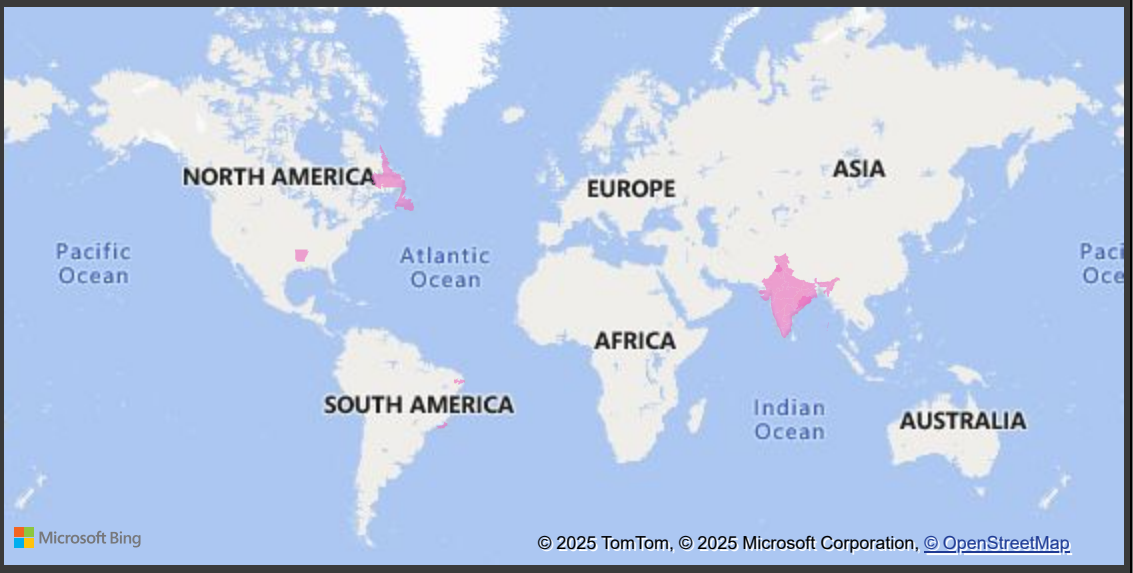 NORTH AMERICA
EUROPE
ASIA
Pacific
Ocean
Atlantic
Ocean
Paci
Oce
AFRICA
SOUTH AMERICA
Indian
Ocean
AUSTRALIA
Microsoft Bing
© 2025 TomTom, © 2025 Microsoft Corporation, © OpenStreetMap